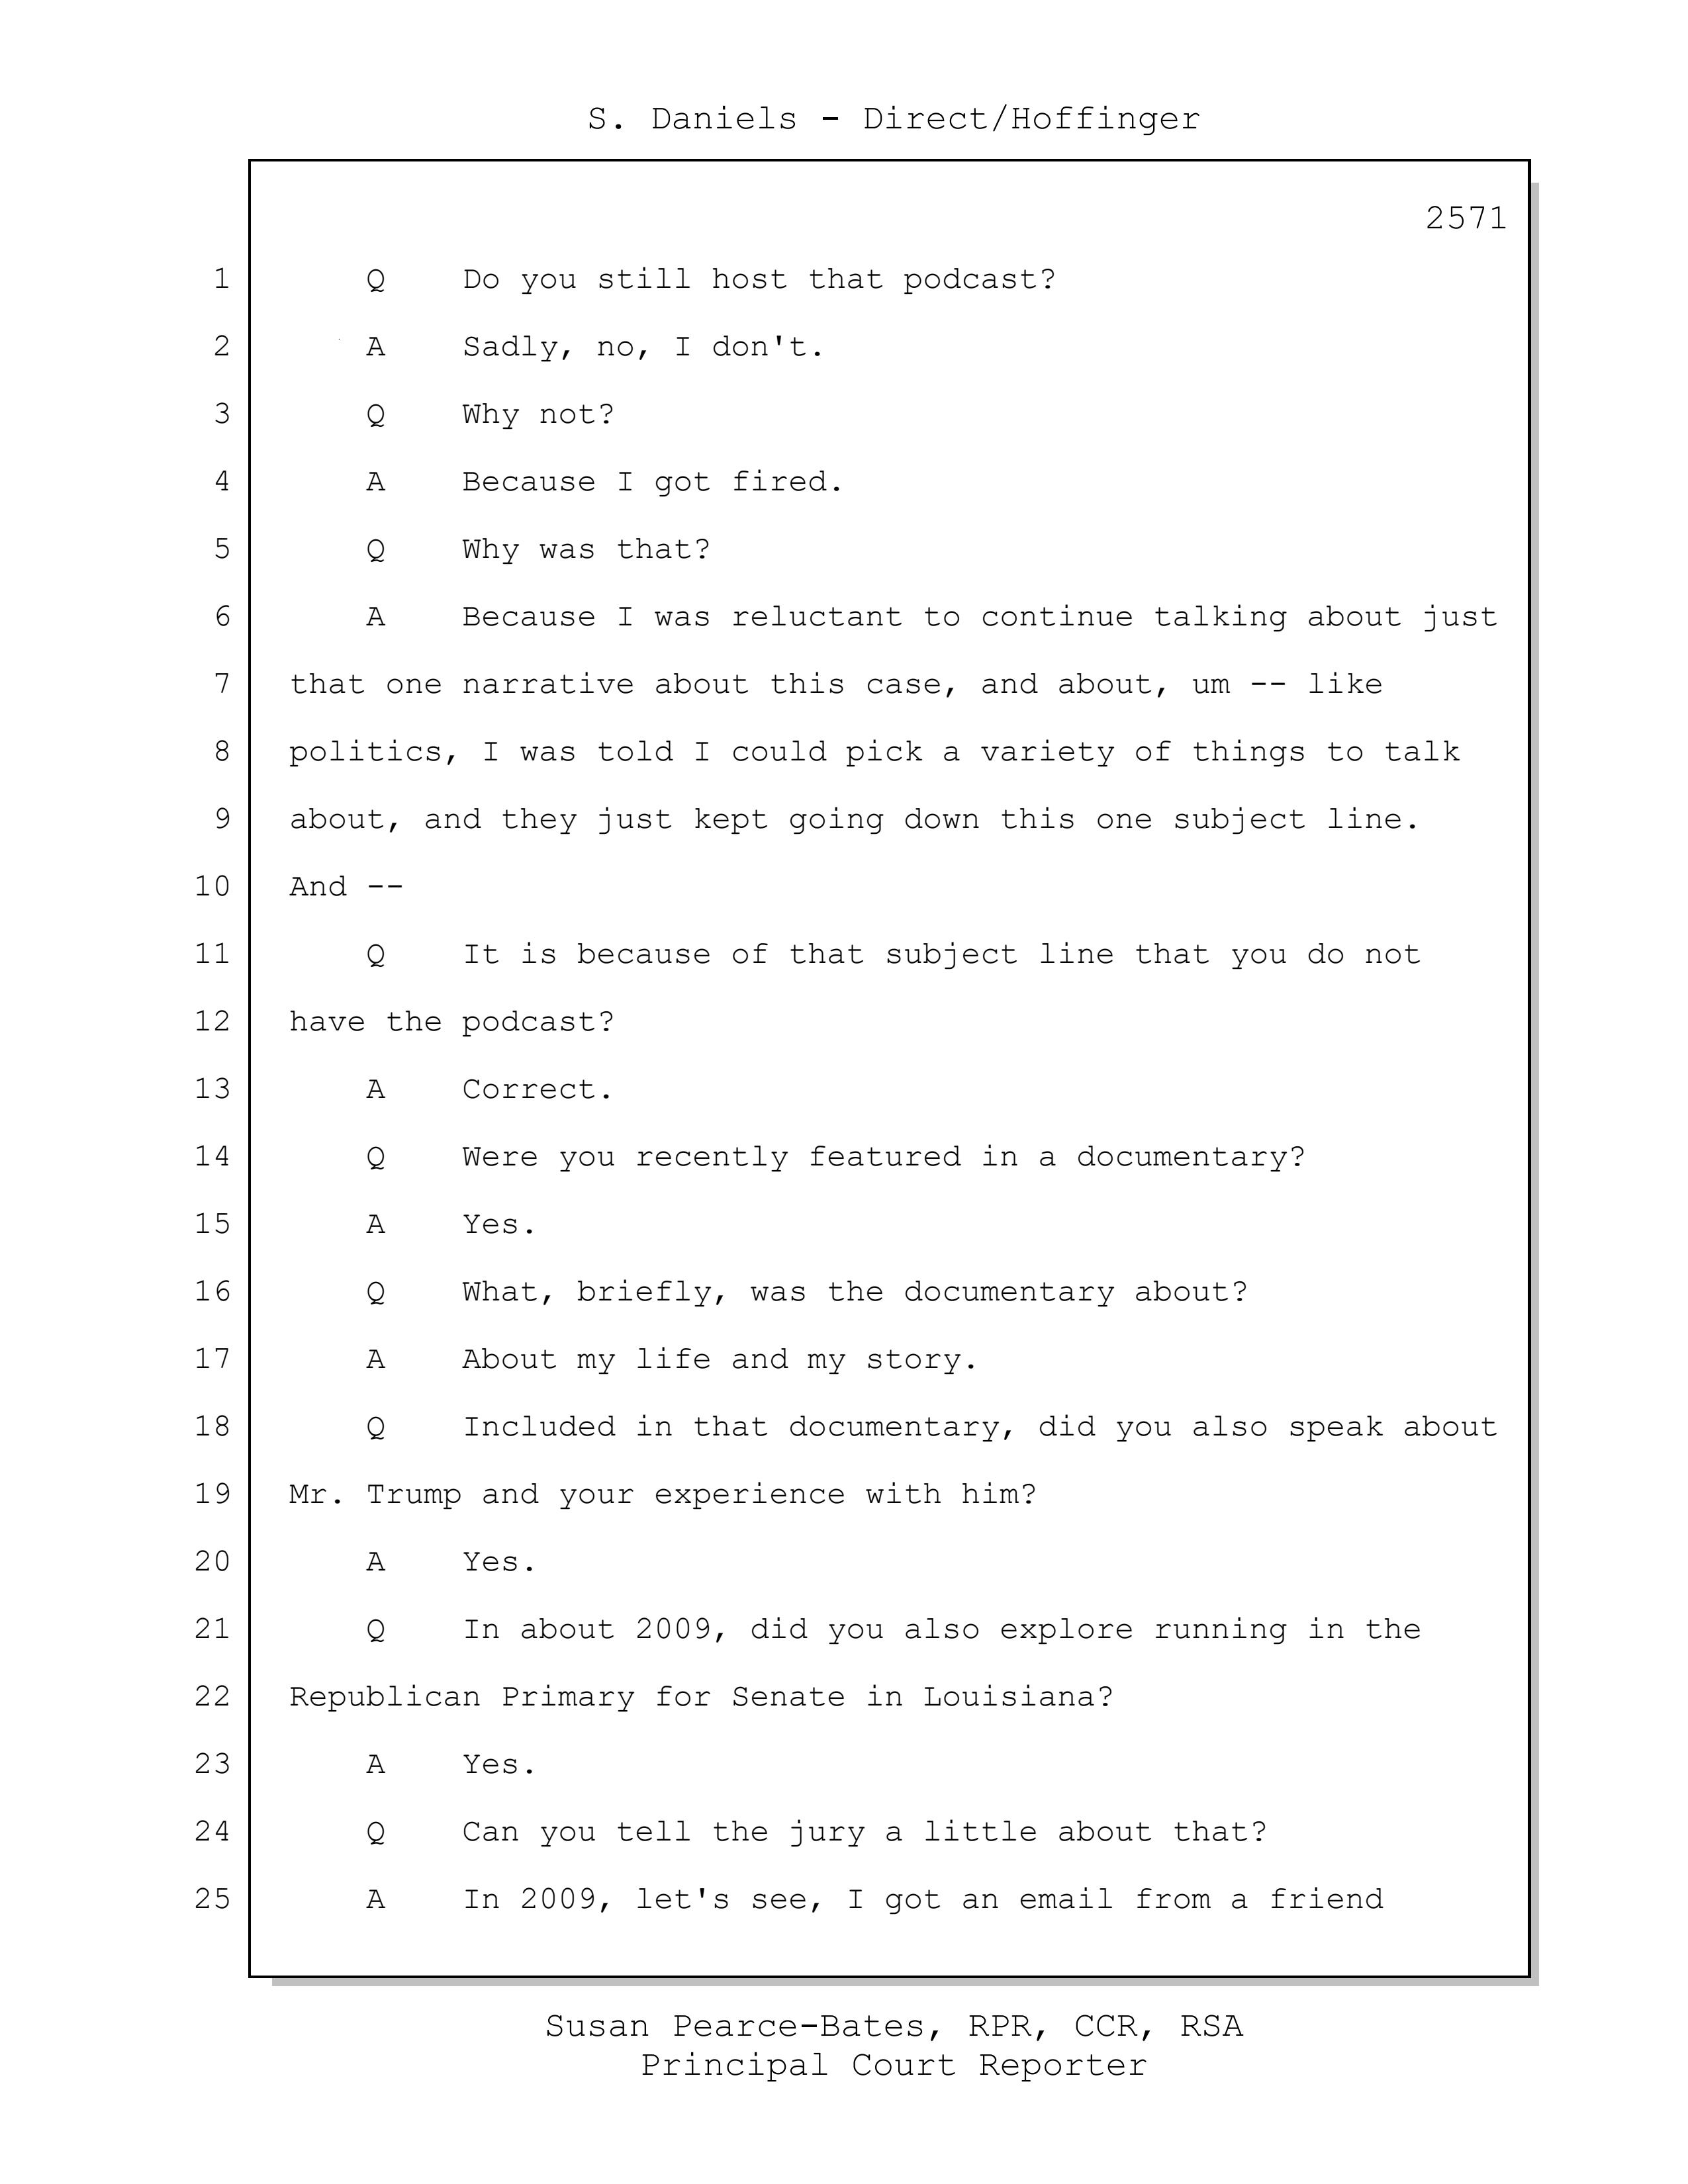 S. Daniels - Direct/Hoffinger
2571
1 Q Do you still host that podcast?
2 A Sadly, no, I don't.
3 Q Why not?
4 A Because I got fired.
5 Q Why was that?
6 A Because I was reluctant to continue talking about just
7 that one narrative about this case, and about, um -- like
8 politics, I was told I could pick a variety of things to talk
9 about, and they just kept going down this one subject line.
10 And --
11 Q It is because of that subject line that you do not
12 have the podcast?
13 A Correct.
14 Q Were you recently featured in a documentary?
15 A Yes.
16 Q What, briefly, was the documentary about?
17 A About my life and my story.
18 Q Included in that documentary, did you also speak about
19 Mr. Trump and your experience with him?
20 A Yes.
21 Q In about 2009, did you also explore running in the
22 Republican Primary for Senate in Louisiana?
23 A Yes.
24 Q Can you tell the jury a little about that?
25 A In 2009, let's see, I got an email from a friend
Susan Pearce-Bates, RPR, CCR, RSA
Principal Court Reporter